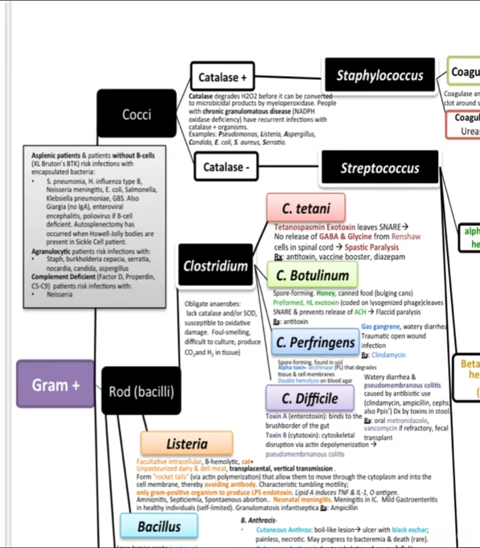 Catalase +
Staphylococcus
Coagu
Catalase degrades H2O2 before it can be converted
to microbicidal products by myeloperoxidase. People
with chronic granulomatous disease (NADPH
oxidase deficiency) have recurrent infections with
catalase + organisms.
Examples: Pseudomonas, Listeria, Aspergillus,
Candida, E. coli, S. aureus, Serratia.
Coagulase an
clot around s
Coagul
Ureas
Cocci
Catalase -
Streptococcus
Asplenic patients & patients without B-cells
(XL Bruton's BTK) risk infections with
encapsulated bacteria:
• S. pneumonia, H. influenza type B,
Neisseria meningitis, E. coli, Salmonella,
Klebsiella pneumoniae, GBS. Also
Giargia (no IgA), enteroviral
encephalitis, poliovirus if B-cell
deficient. Autosplenectomy has
occurred when Howell-Jolly bodies are
present in Sickle Cell patient.
Agranulocytic patients risk infections with:
• Staph, burkholderia cepacia, serratia,
nocardia, candida, aspergillus
Complement Deficient (Factor D, Properdin,
C5-C9) patients risk infections with
• Neisseria
C. tetani
Tetanospasmin Exotoxin leaves SNARE→
No release of GABA & Glycine from Renshaw
cells in spinal cord → Spastic Paralysis
Rx: antitoxin, vaccine booster, diazepam
alph
he
Clostridium
C. Botulinum
Spore-forming. Honey, canned food (bulging cans)
Preformed, HL exotoxin (coded on lysogenized phage)cleaves
SNARE & prevents release of ACH → Flaccid paralysis
Rx: antitoxin
Obligate anaerobes:
lack catalase and/or SOD,
susceptible to oxidative
damage. Foul-smelling,
difficult to culture, produce
CO2and H2 in tissue)
C. Perfringens
Gas gangrene, watery diarrhea
Traumatic open wound
infection
Rx: Clindamycin
Spore-forming, found in soil
Alpha toxin- lecithinase (PL) that degrades
tissue & cell membranes
Double hemolysis on blood agar
Beta
he
(
Gram +
Rod (bacilli)
C. Difficile
Watery diarrhea &
pseudomembranous colitis
caused by antibiotic use
(clindamycin, ampicillin, ceph,
also Ppis') Dx by toxins in stool.
Rx: oral metronidazole,
vancomycin if refractory, fecal
transplant
Toxin A (enterotoxin): binds to the
brushborder of the gut
Toxin B (cytotoxin): cytoskeletal
disruption via actin depolymerization →
pseudomembranous colitis
Listeria
Facultative intracellular, B-hemolytic, cat+
Unpasteurized dairy & deli meat, transplacental, vertical transmission.
Form "rocket tails" (via actin polymerization) that allow them to move through the cytoplasm and into the
cell membrane, thereby avoiding antibody. Characteristic tumbling motility;
only gram-positive organism to produce LPS endotoxin. Lipid A induces TNF & IL-1, O antigen.
Amnionitis, Septicemia, Spontaneous abortion.. Neonatal meningitis. Meningitis in IC. Mild Gastroenteritis
in healthy individuals (self-limited). Granulomatosis infantiseptica Rx: Ampicillin
Bacillus
B. Anthracis-
• Cutaneous Anthrax: boil-like lesion→ ulcer with black eschar;
painless, necrotic. May progress to bacteremia & death (rare).